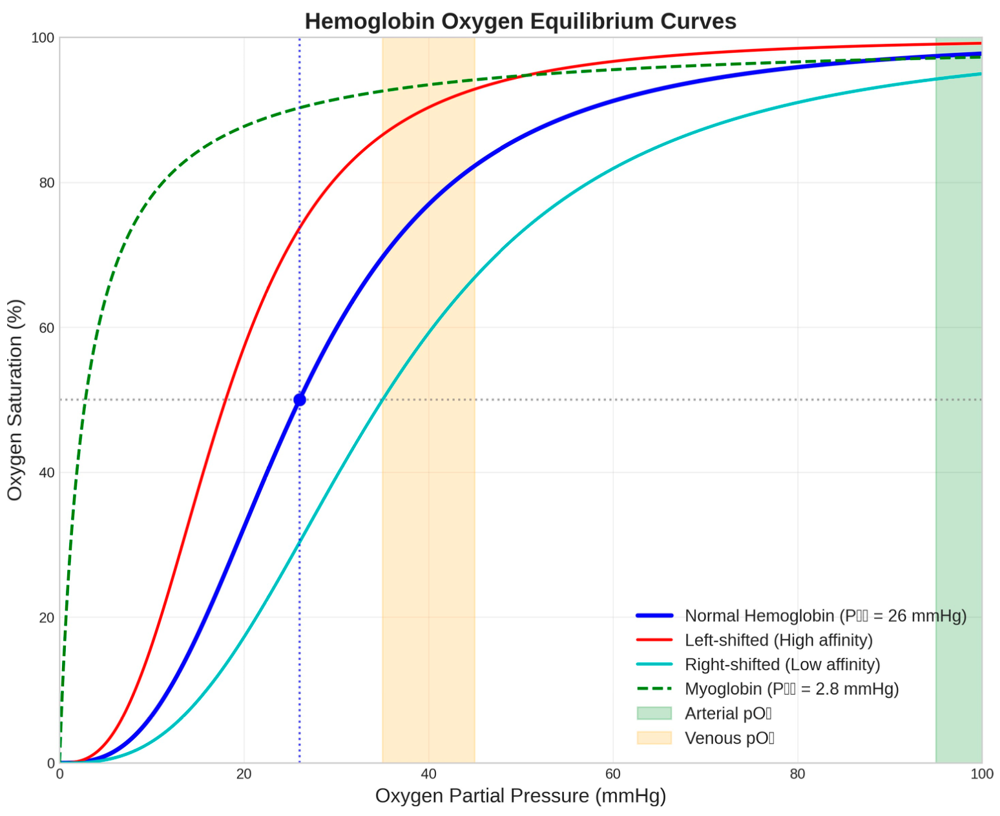 Hemoglobin Oxygen Equilibrium Curves
100
80
60
40
20
0
Oxygen Saturation (%)
Normal Hemoglobin (P▯▯ = 26 mmHg)
Left-shifted (High affinity)
Right-shifted (Low affinity)
Myoglobin (P▯▯ = 2.8 mmHg)
Arterial pO▯
Venous pO▯
0 20 40 60 80 100
Oxygen Partial Pressure (mmHg)